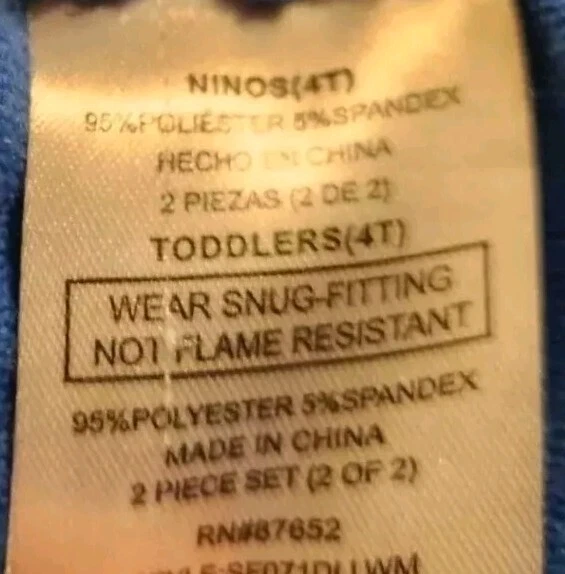 NINOS(4T)
95%POLIÉSTER 5%SPANDEX
HECHO EN CHINA
2 PIEZAS (2 DE 2)
TODDLERS(4T)
WEAR SNUG-FITTING
NOT FLAME RESISTANT
95%POLYESTER 5%SPANDEX
MADE IN CHINA
2 PIECE SET (2 OF 2)
RN#87652